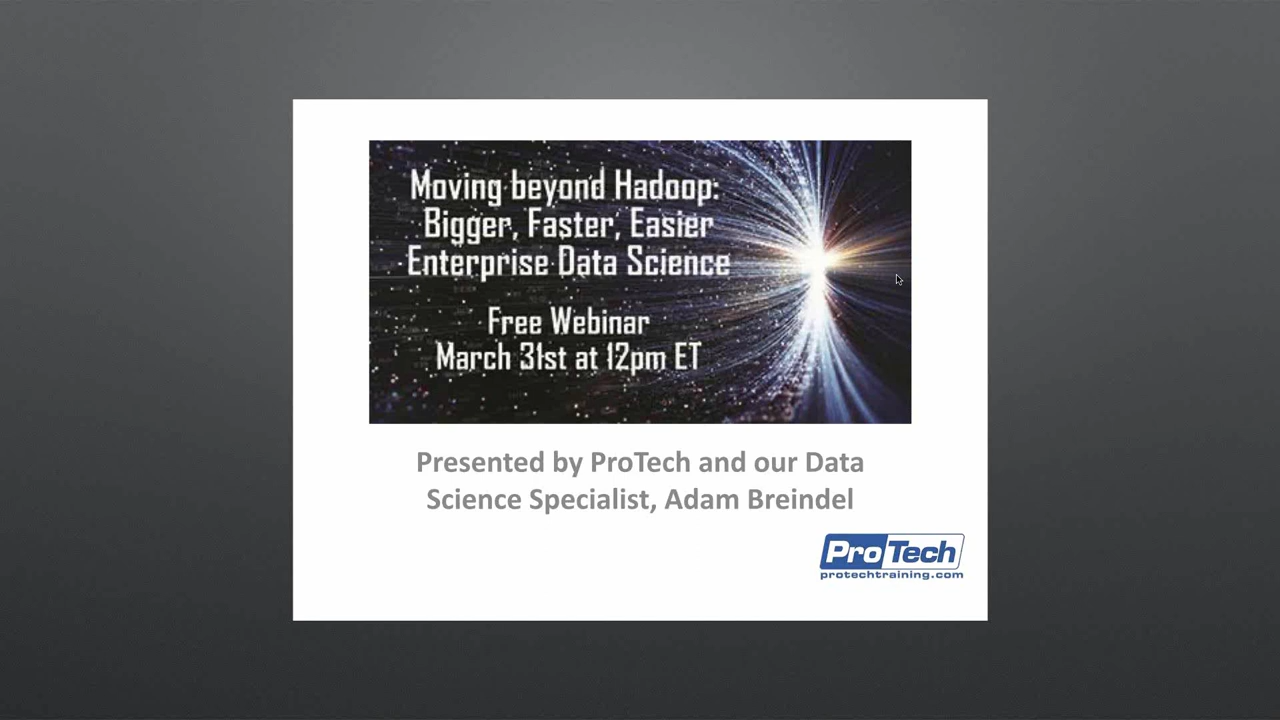 Moving beyond Hadoop:
Bigger, Faster, Easier
Enterprise Data Science
Free Webinar
March 31st at 12pm ET
Presented by ProTech and our Data
Science Specialist, Adam Breindel
ProTech
protechtraining.com